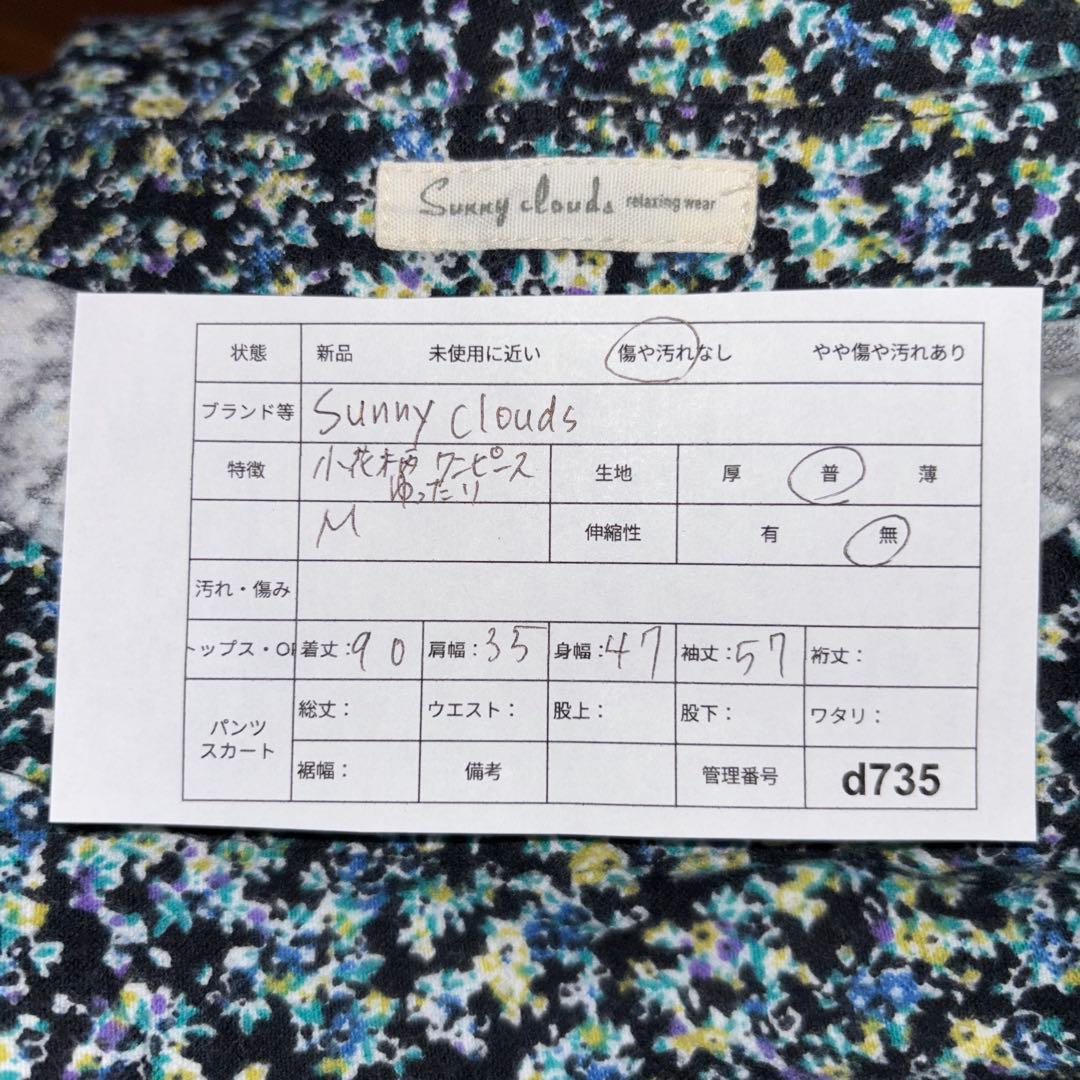 Sunny clouds relaxing wear
状態 新品 未使用に近い 傷や汚れなし やや傷や汚れあり
ブランド等 Sunny clouds
特徴 小花柄 ワンピース 生地 厚 普 薄
ゆったり
M 伸縮性 有 無
汚れ・傷み
トップス・OP 着丈:90 肩幅:35 身幅:47 袖丈:57 裄丈:
パンツ 総丈: ウエスト: 股上: 股下: ワタリ:
スカート 裾幅: 備考 管理番号 d735